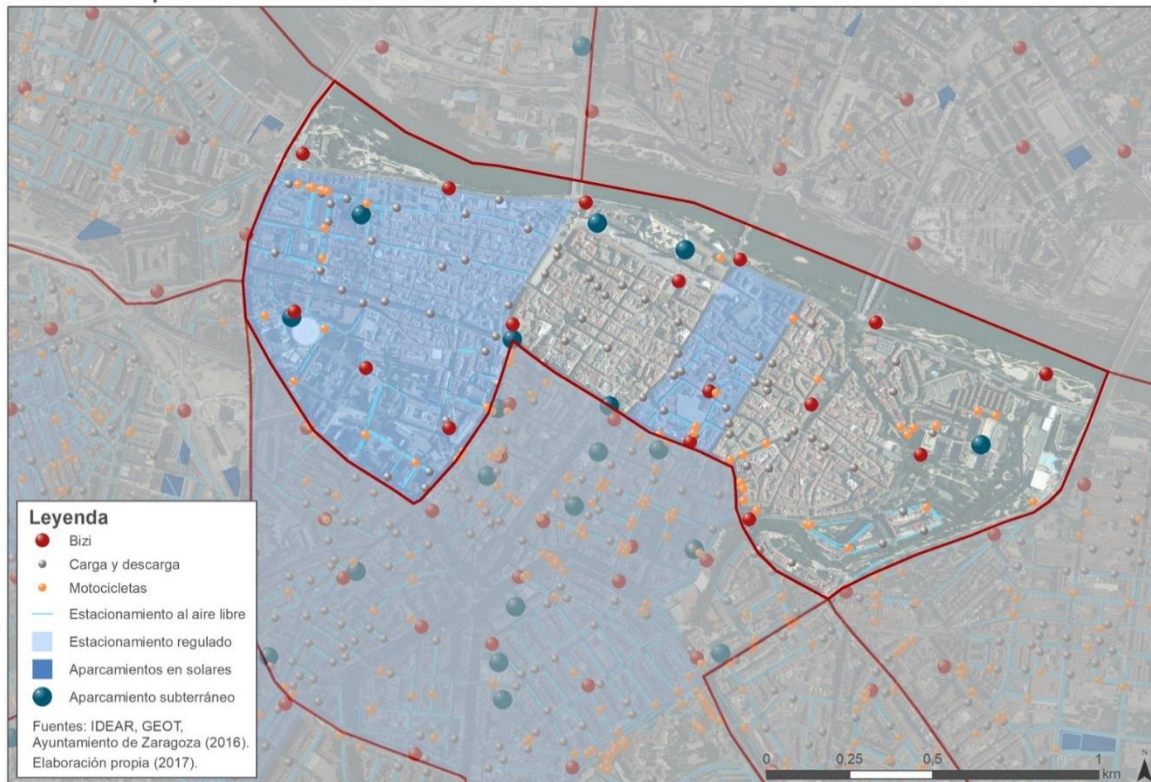 Leyenda
Bizi
Carga y descarga
Motocicletas
Estacionamiento al aire libre
Estacionamiento regulado
Aparcamientos en solares
Aparcamiento subterráneo
Fuentes: IDEAR, GEOT,
Ayuntamiento de Zaragoza (2016).
Elaboración propia (2017).
0 0,25 0,5 1
km
N